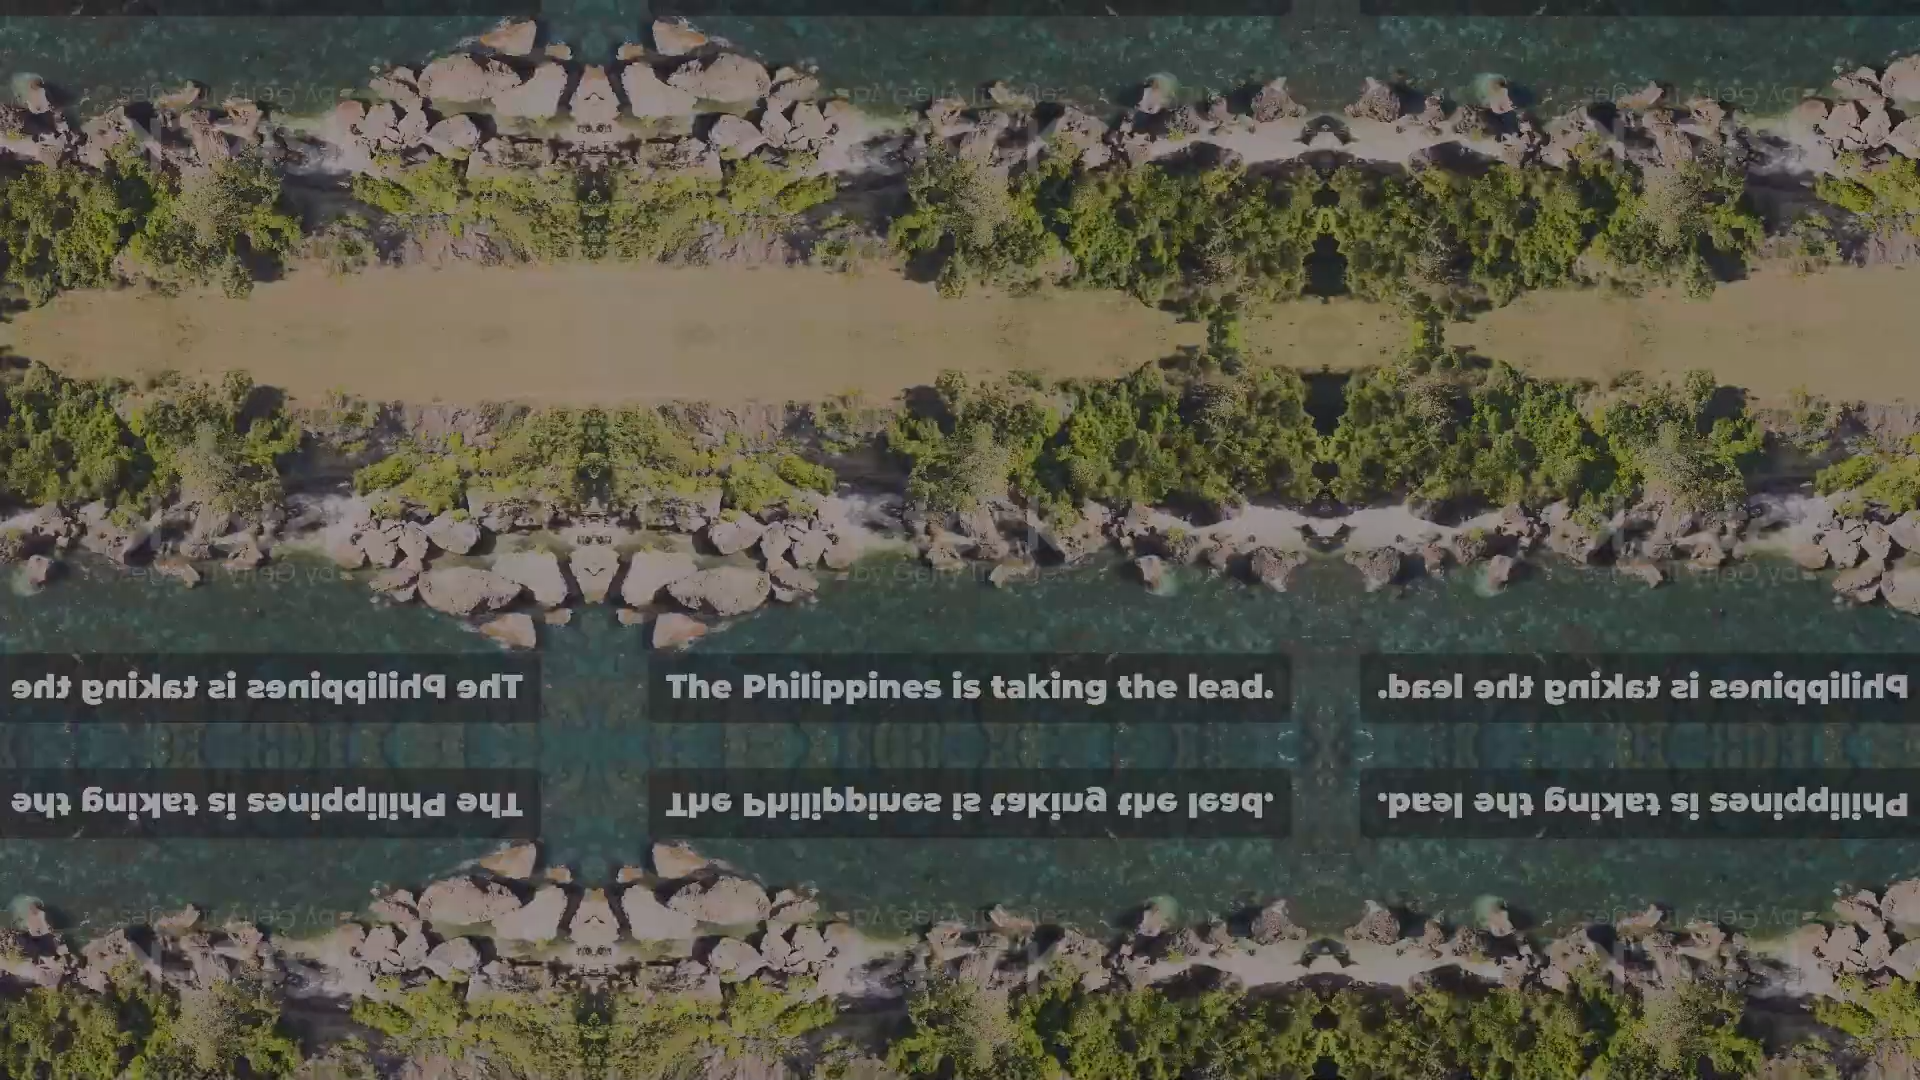 The Philippines is taking the
The Philippines is taking the lead.
Philippines is taking the lead.
The Philippines is taking the
The Philippines is taking the lead.
Philippines is taking the lead.